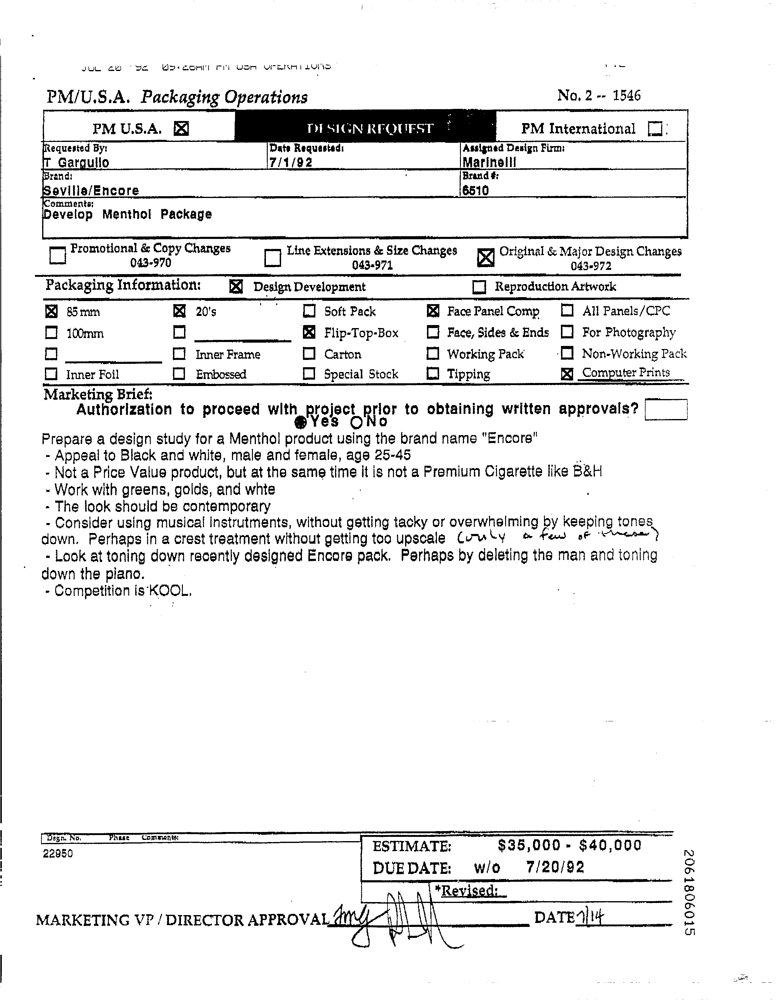 JUL 20 '92 09:26AM PM USA OPERATIONS
PM/U.S.A. Packaging Operations No. 2 -- 1546
PM U.S.A. ☒ DESIGN REQUEST PM International ☐
Requested By: Date Requested: Assigned Design Firm:
T Gargulio 7/1/92 Marinelli
Brand: Brand #:
Seville/Encore 6510
Comments:
Develop Menthol Package
☐ Promotional & Copy Changes ☐ Line Extensions & Size Changes ☒ Original & Major Design Changes
043-970 043-971 043-972
Packaging Information: ☒ Design Development ☐ Reproduction Artwork
☒ 85 mm ☒ 20's ☐ Soft Pack ☒ Face Panel Comp ☐ All Panels/CPC
☐ 100mm ☐ ☒ Flip-Top-Box ☐ Face, Sides & Ends ☐ For Photography
☐ ☐ Inner Frame ☐ Carton ☐ Working Pack ☐ Non-Working Pack
☐ Inner Foil ☐ Embossed ☐ Special Stock ☐ Tipping ☒ Computer Prints
Marketing Brief:
Authorization to proceed with project prior to obtaining written approvals?
●Yes ○No
Prepare a design study for a Menthol product using the brand name "Encore"
- Appeal to Black and white, male and female, age 25-45
- Not a Price Value product, but at the same time it is not a Premium Cigarette like B&H
- Work with greens, golds, and whte
- The look should be contemporary
- Consider using musical instrutments, without getting tacky or overwhelming by keeping tones
down. Perhaps in a crest treatment without getting too upscale (only a few of these)
- Look at toning down recently designed Encore pack. Perhaps by deleting the man and toning
down the piano.
- Competition is KOOL.
Dsgn. No. Phase Comments:
22950
ESTIMATE: $35,000 - $40,000
DUE DATE: w/o 7/20/92
*Revised:
MARKETING VP / DIRECTOR APPROVAL DATE 7/14
2061806015